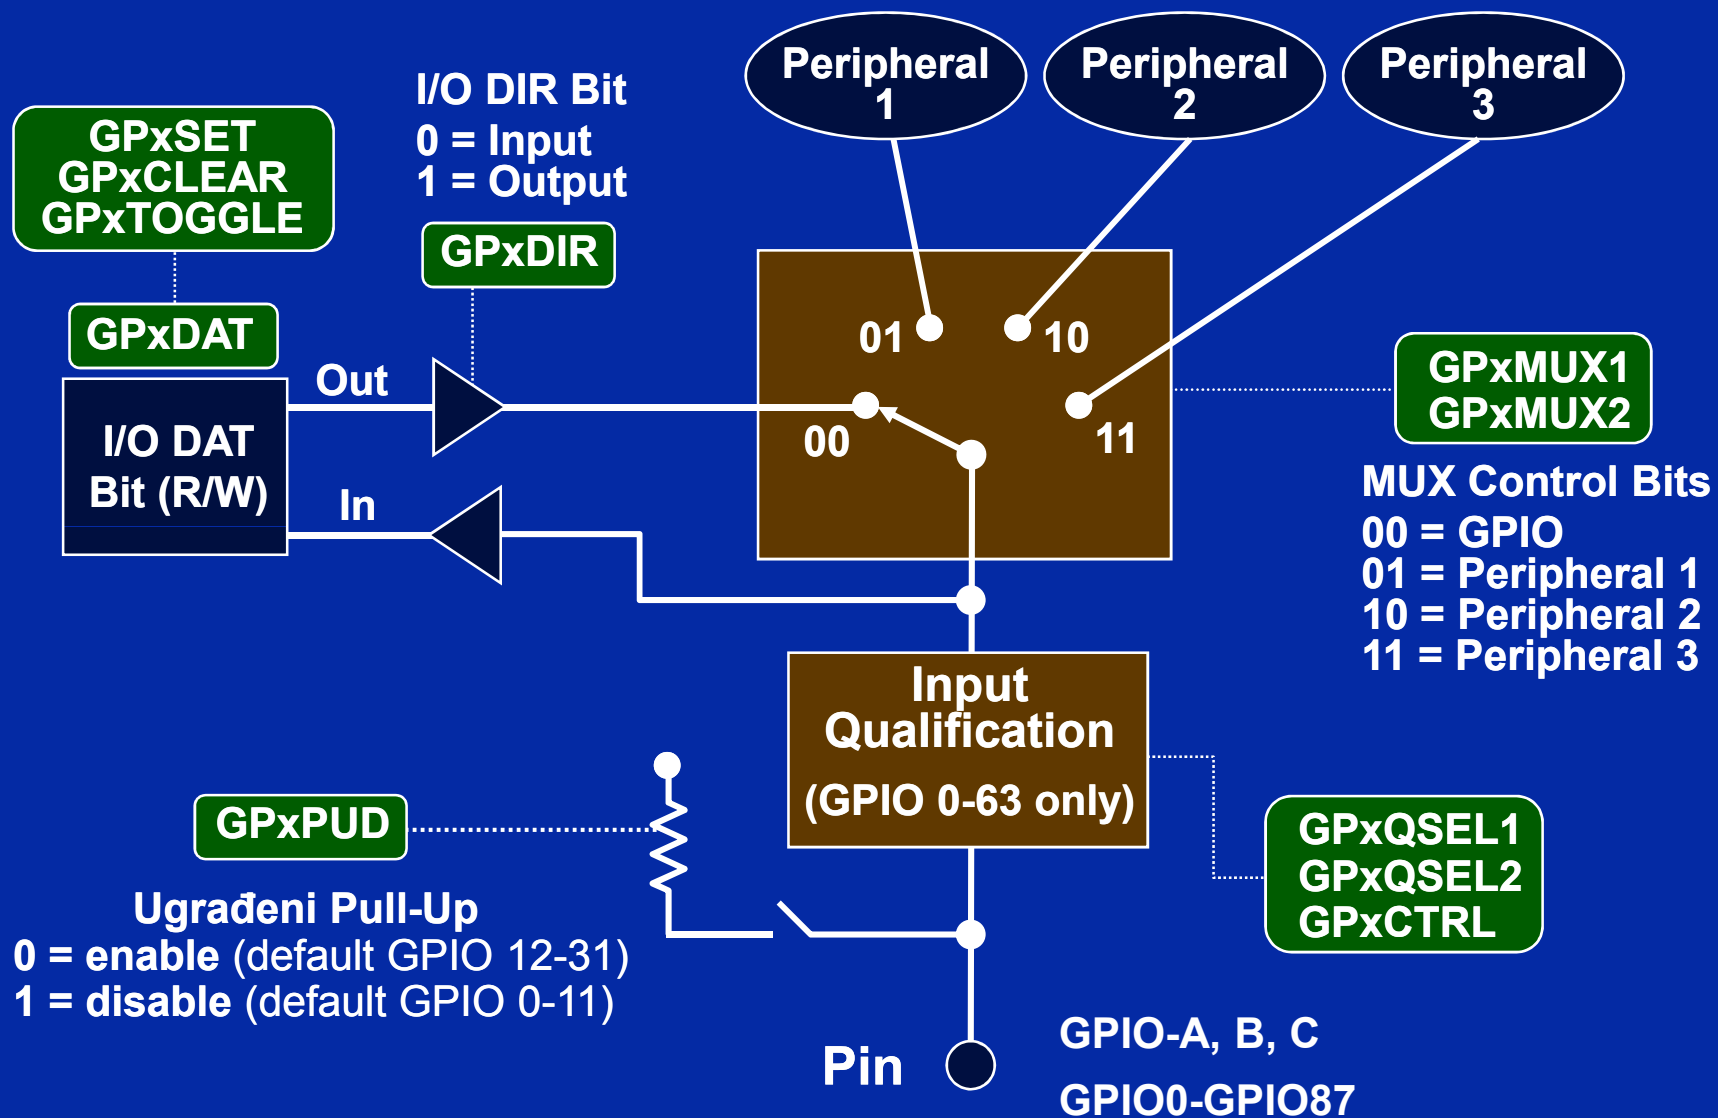 Peripheral
1
Peripheral
2
Peripheral
3
I/O DIR Bit
0 = Input
1 = Output
GPxSET
GPxCLEAR
GPxTOGGLE
GPxDIR
GPxDAT
Out
I/O DAT
Bit (R/W)
In
01
10
00
11
GPxMUX1
GPxMUX2
MUX Control Bits
00 = GPIO
01 = Peripheral 1
10 = Peripheral 2
11 = Peripheral 3
Input
Qualification
(GPIO 0-63 only)
GPxPUD
Ugrađeni Pull-Up
0 = enable (default GPIO 12-31)
1 = disable (default GPIO 0-11)
GPxQSEL1
GPxQSEL2
GPxCTRL
Pin
GPIO-A, B, C
GPIO0-GPIO87